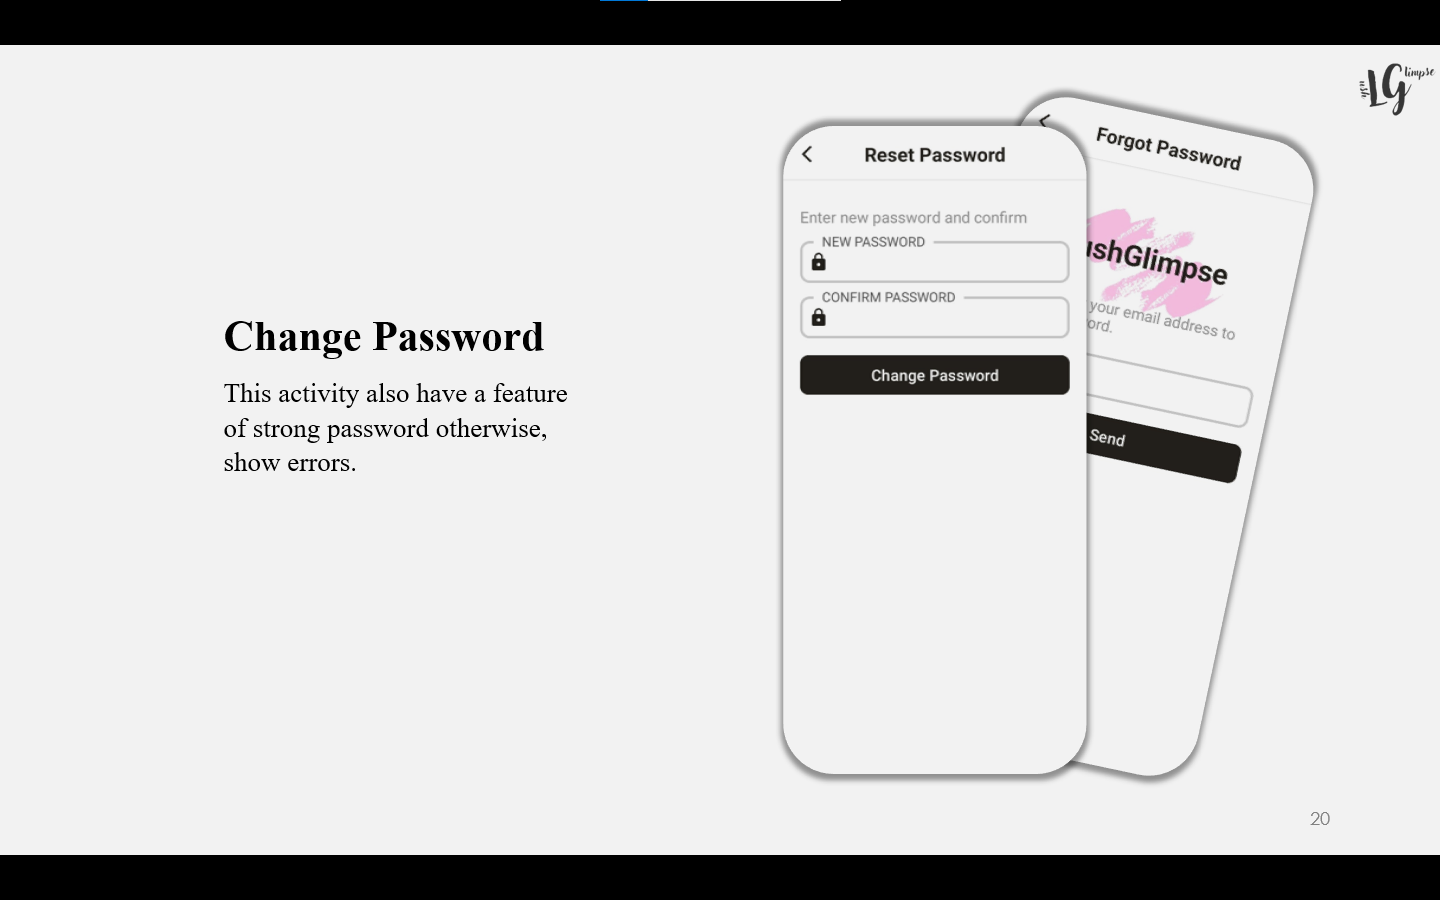 LG
ush
limpse
Change Password
This activity also have a feature
of strong password otherwise,
show errors.
Reset Password
Enter new password and confirm
NEW PASSWORD
CONFIRM PASSWORD
Change Password
Forgot Password
ushGlimpse
your email address to
ord.
Send
20